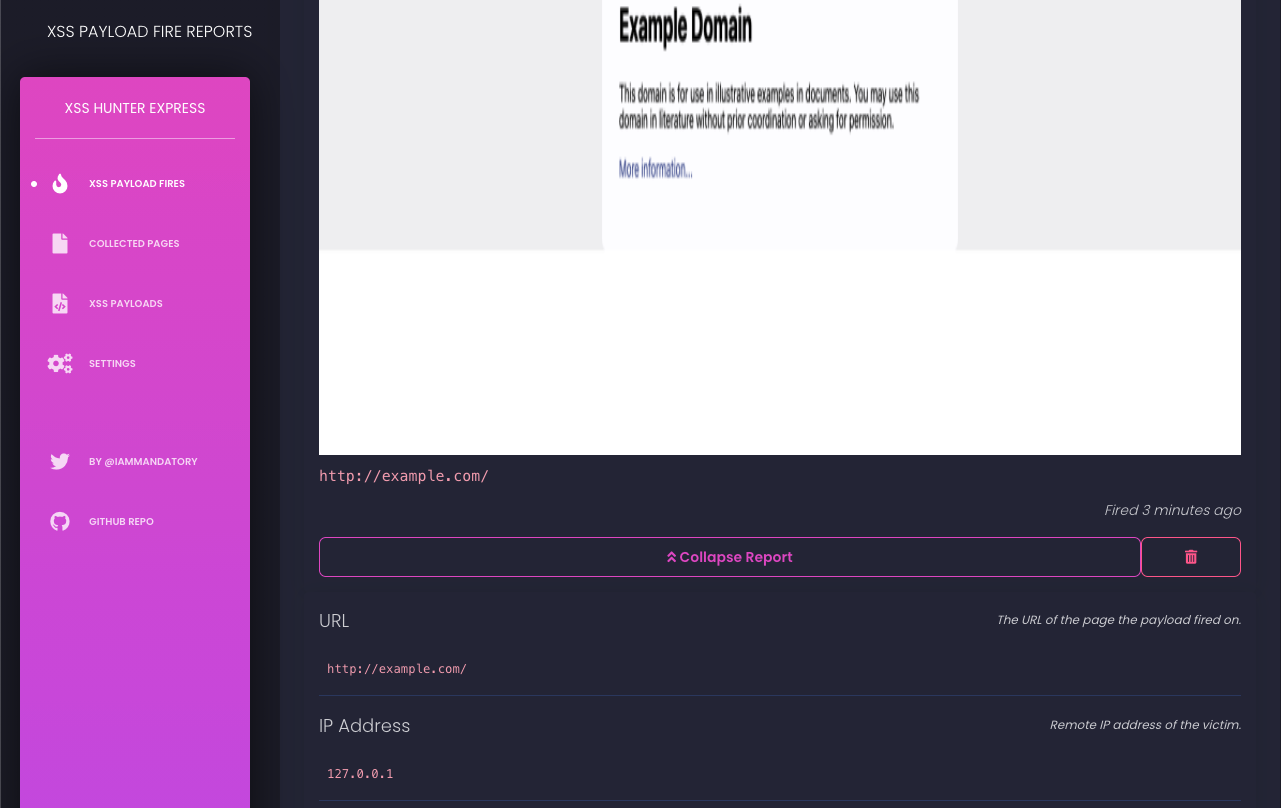 XSS PAYLOAD FIRE REPORTS
XSS HUNTER EXPRESS
XSS PAYLOAD FIRES
COLLECTED PAGES
XSS PAYLOADS
SETTINGS
BY @IAMMANDATORY
GITHUB REPO
Example Domain
This domain is for use in illustrative examples in documents. You may use this
domain in literature without prior coordination or asking for permission.
More information...
http://example.com/
Fired 3 minutes ago
Collapse Report
URL
The URL of the page the payload fired on.
http://example.com/
IP Address
Remote IP address of the victim.
127.0.0.1